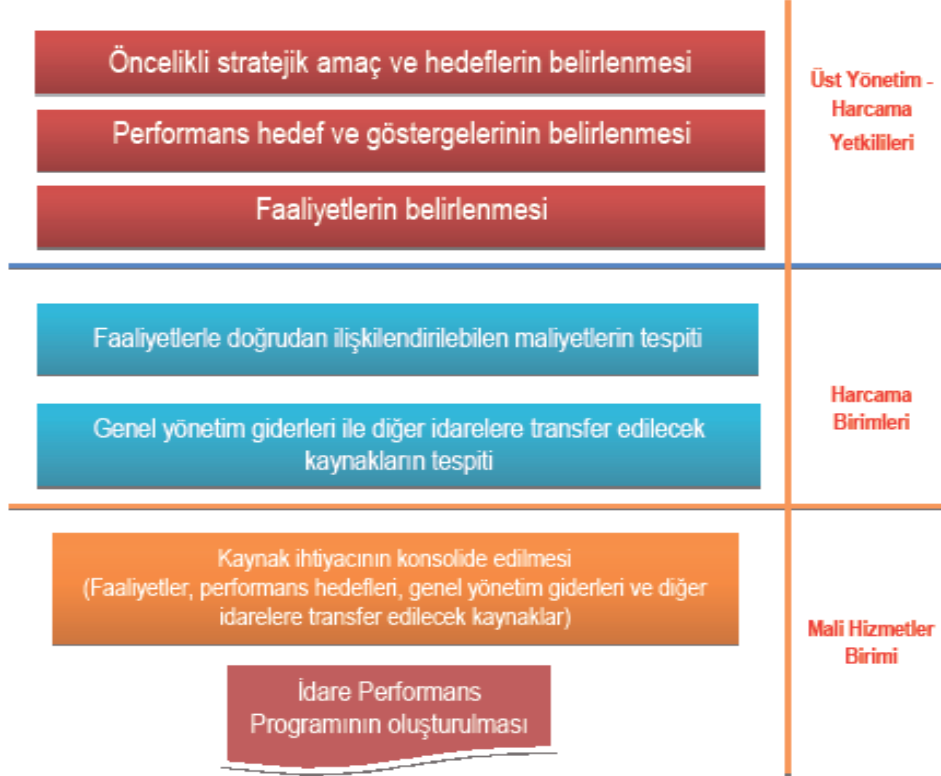 Öncelikli stratejik amaç ve hedeflerin belirlenmesi
Performans hedef ve göstergelerinin belirlenmesi
Faaliyetlerin belirlenmesi
Üst Yönetim -
Harcama
Yetkilileri
Faaliyetlerle doğrudan ilişkilendirilebilen maliyetlerin tespiti
Genel yönetim giderleri ile diğer idarelere transfer edilecek
kaynakların tespiti
Harcama
Birimleri
Kaynak ihtiyacının konsolide edilmesi
(Faaliyetler, performans hedefleri, genel yönetim giderleri ve diğer
idarelere transfer edilecek kaynaklar)
İdare Performans
Programının oluşturulması
Mali Hizmetler
Birimi